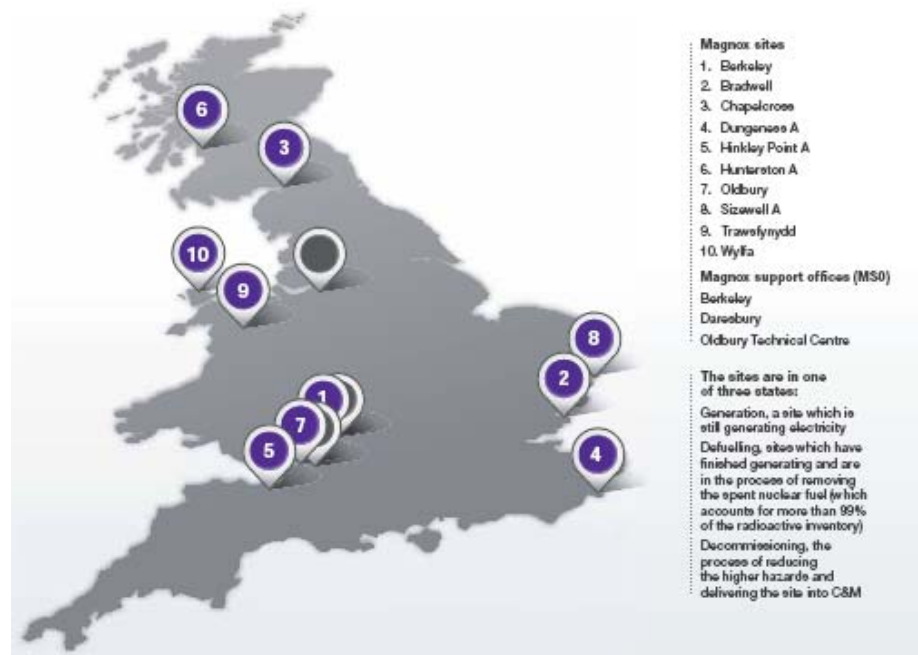 6
3
10
9
8
1
2
7
5
4
Magnox sites
1. Berkeley
2. Bradwell
3. Chapelcross
4. Dungeness A
5. Hinkley Point A
6. Hunterston A
7. Oldbury
8. Sizewell A
9. Trawsfynydd
10. Wylfa
Magnox support offices (MS0)
Berkeley
Daresbury
Oldbury Technical Centre
The sites are in one
of three states:
Generation, a site which is
still generating electricity
Defuelling, sites which have
finished generating and are
in the process of removing
the spent nuclear fuel (which
accounts for more than 99%
of the radioactive inventory)
Decommissioning, the
process of reducing
the higher hazards and
delivering the site into C&M